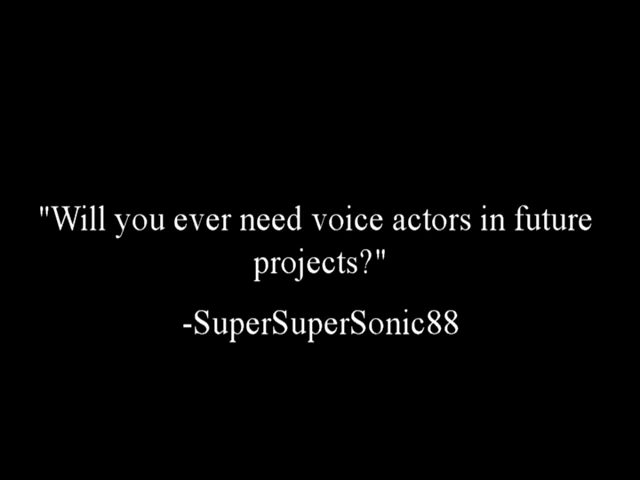 "Will you ever need voice actors in future
projects?"
-SuperSuperSonic88